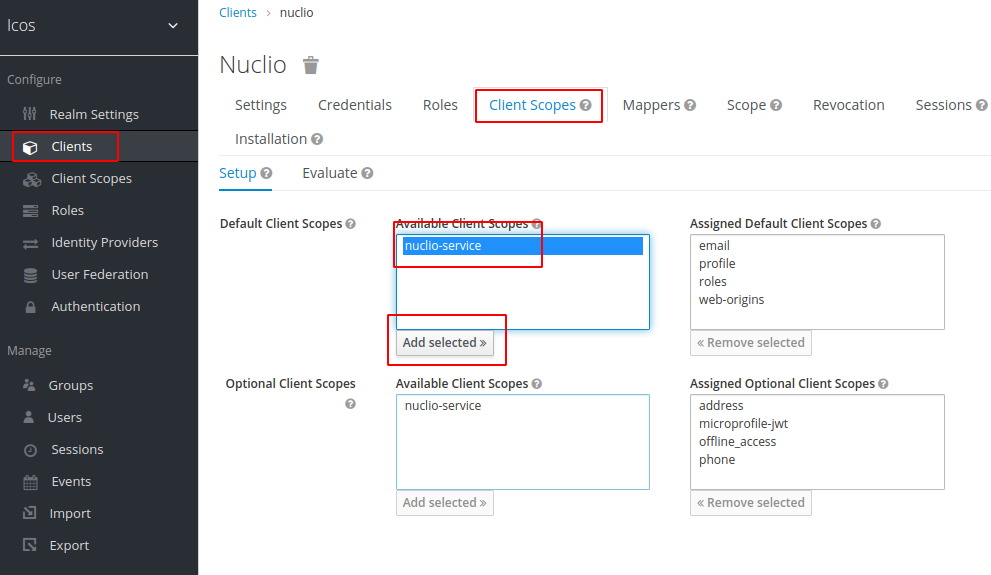 Icos
Configure
Realm Settings
Clients
Client Scopes
Roles
Identity Providers
User Federation
Authentication
Manage
Groups
Users
Sessions
Events
Import
Export
Clients > nuclio
Nuclio
Settings Credentials Roles Client Scopes Mappers Scope Revocation Sessions
Installation
Setup Evaluate
Default Client Scopes Available Client Scopes Assigned Default Client Scopes
nuclio-service
email
profile
roles
web-origins
Add selected » « Remove selected
Optional Client Scopes Available Client Scopes Assigned Optional Client Scopes
nuclio-service
address
microprofile-jwt
offline_access
phone
Add selected » « Remove selected